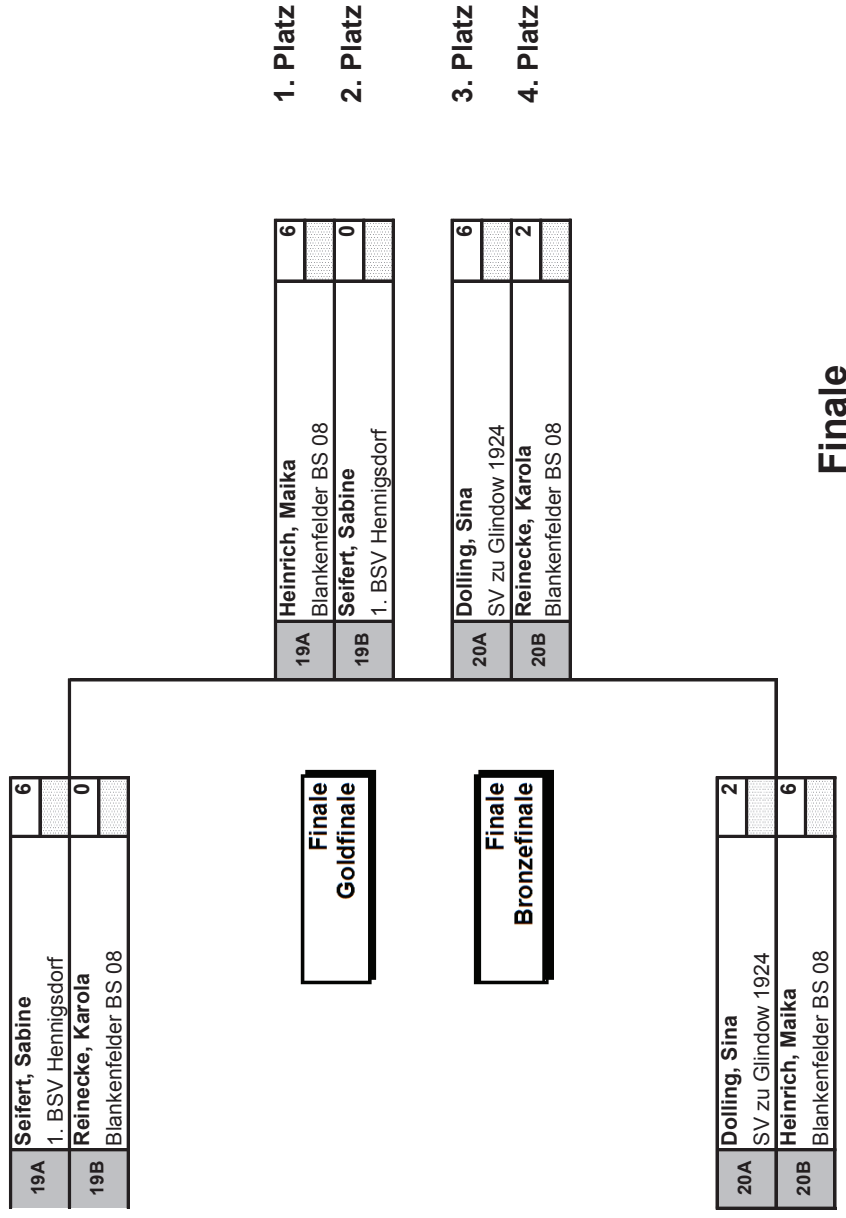 19A
Seifert, Sabine
6
1. BSV Hennigsdorf
19B
Reinecke, Karola
0
Blankenfelder BS 08
Finale
Goldfinale
19A
Heinrich, Maika
6
Blankenfelder BS 08
19B
Seifert, Sabine
0
1. BSV Hennigsdorf
1. Platz
2. Platz
Finale
Bronzefinale
20A
Dolling, Sina
6
SV zu Glindow 1924
20B
Reinecke, Karola
2
Blankenfelder BS 08
3. Platz
4. Platz
20A
Dolling, Sina
2
SV zu Glindow 1924
20B
Heinrich, Maika
6
Blankenfelder BS 08
Finale